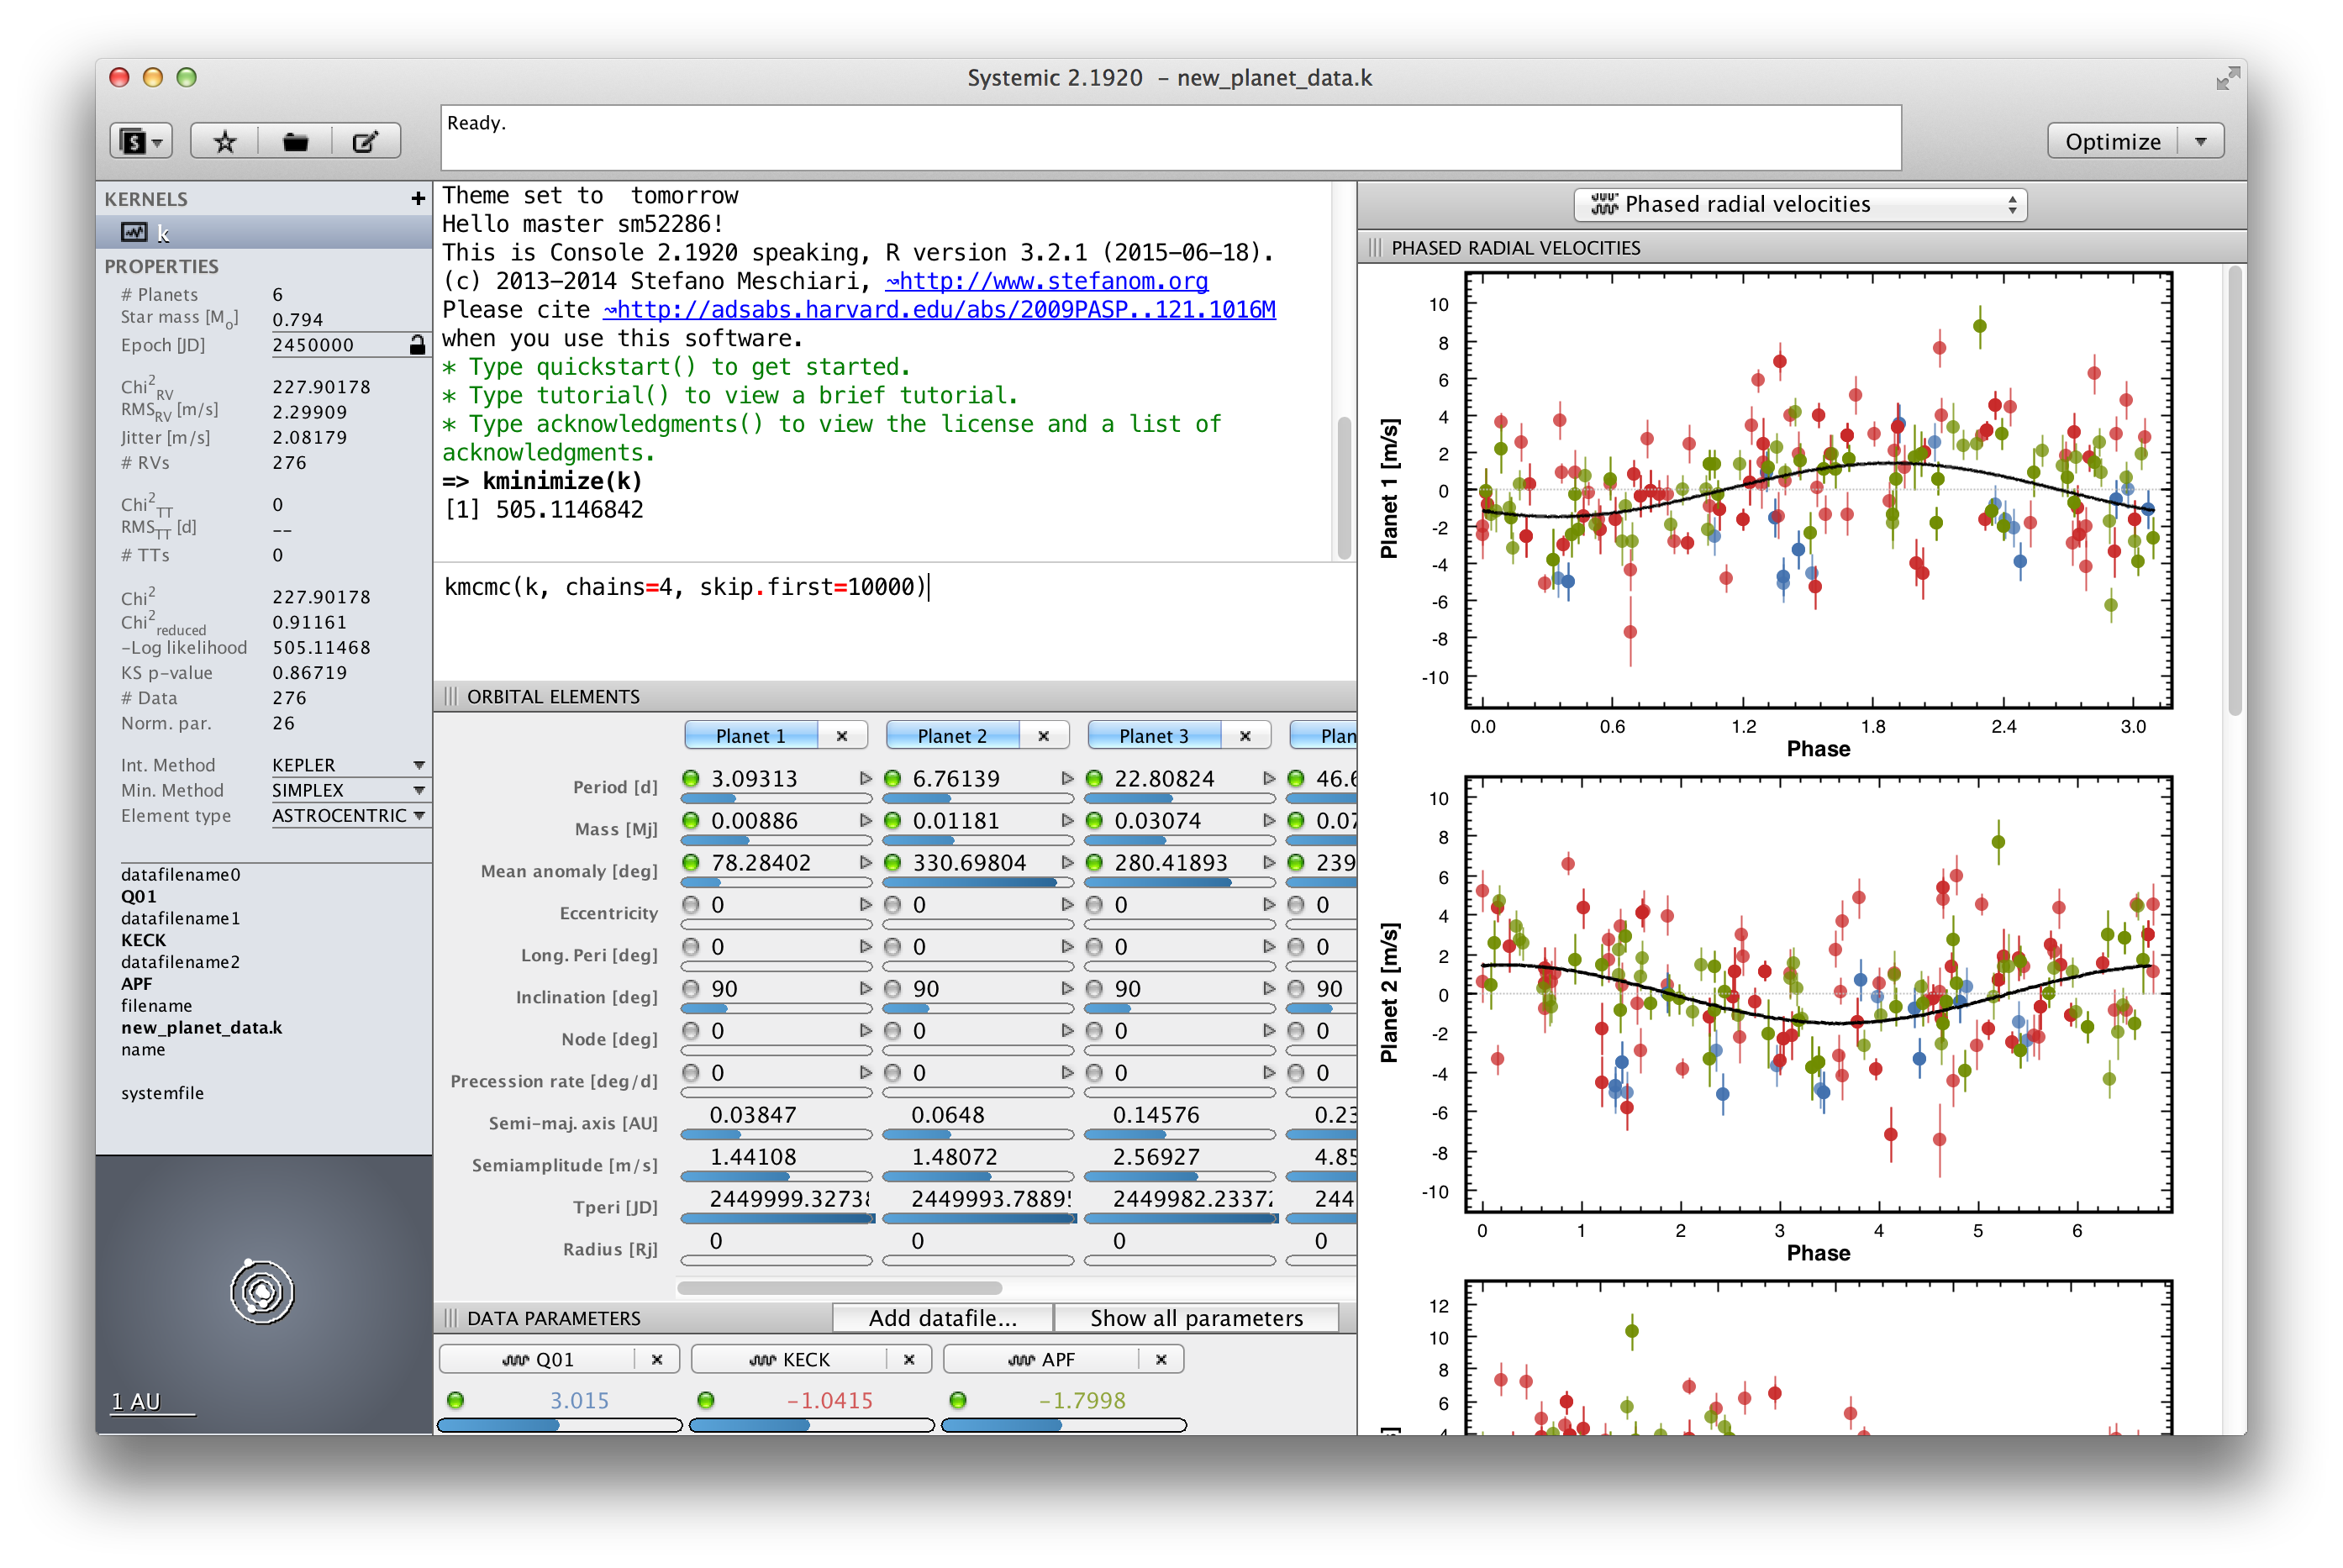 Systemic 2.1920 – new_planet_data.k
Ready.
Optimize
KERNELS +
k
PROPERTIES
# Planets 6
Star mass [Mo] 0.794
Epoch [JD] 2450000
Chi2RV 227.90178
RMSRV [m/s] 2.29909
Jitter [m/s] 2.08179
# RVs 276
Chi2TT 0
RMSTT [d] --
# TTs 0
Chi2 227.90178
Chi2reduced 0.91161
-Log likelihood 505.11468
KS p-value 0.86719
# Data 276
Norm. par. 26
Int. Method KEPLER
Min. Method SIMPLEX
Element type ASTROCENTRIC
datafilename0
Q01
datafilename1
KECK
datafilename2
APF
filename
new_planet_data.k
name
systemfile
1 AU
Theme set to  tomorrow
Hello master sm52286!
This is Console 2.1920 speaking, R version 3.2.1 (2015-06-18).
(c) 2013-2014 Stefano Meschiari, ↝http://www.stefanom.org
Please cite ↝http://adsabs.harvard.edu/abs/2009PASP..121.1016M
when you use this software.
* Type quickstart() to get started.
* Type tutorial() to view a brief tutorial.
* Type acknowledgments() to view the license and a list of
acknowledgments.
=> kminimize(k)
[1] 505.1146842
kmcmc(k, chains=4, skip.first=10000)
ORBITAL ELEMENTS
Planet 1 x Planet 2 x Planet 3 x Plan
Period [d] 3.09313 6.76139 22.80824 46.6
Mass [Mj] 0.00886 0.01181 0.03074 0.07
Mean anomaly [deg] 78.28402 330.69804 280.41893 239
Eccentricity 0 0 0 0
Long. Peri [deg] 0 0 0 0
Inclination [deg] 90 90 90 90
Node [deg] 0 0 0 0
Precession rate [deg/d] 0 0 0 0
Semi-maj. axis [AU] 0.03847 0.0648 0.14576 0.23
Semiamplitude [m/s] 1.44108 1.48072 2.56927 4.85
Tperi [JD] 2449999.3273 2449993.7889 2449982.2337 244
Radius [Rj] 0 0 0 0
DATA PARAMETERS Add datafile... Show all parameters
Q01 x KECK x APF x
3.015 -1.0415 -1.7998
Phased radial velocities
PHASED RADIAL VELOCITIES
Planet 1 [m/s]
10
8
6
4
2
0
-2
-4
-6
-8
-10
0.0 0.6 1.2 1.8 2.4 3.0
Phase
Planet 2 [m/s]
10
8
6
4
2
0
-2
-4
-6
-8
-10
0 1 2 3 4 5 6
Phase
12
10
8
6
4